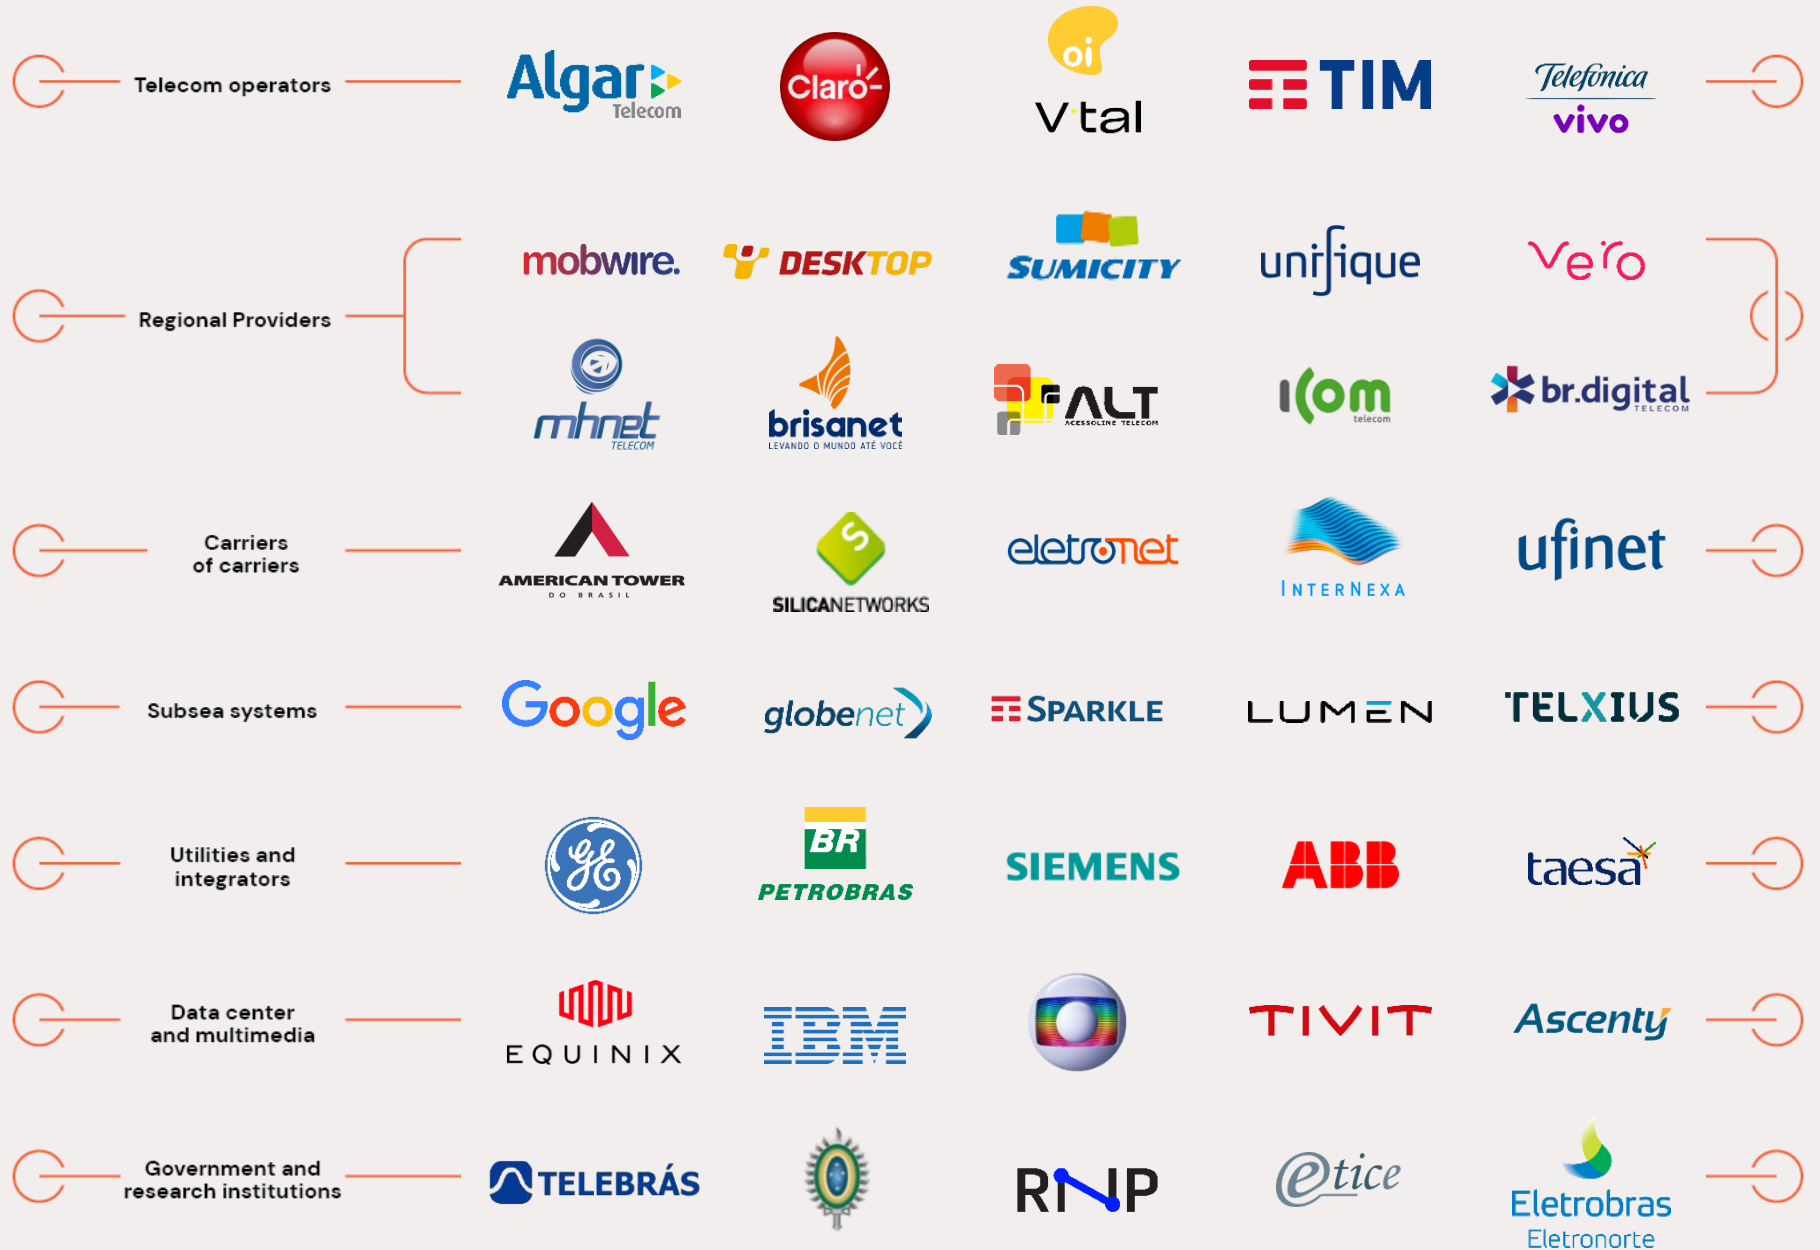 Telecom operators
Algar
Telecom
Claro
oi
V·tal
TIM
Telefónica
vivo
Regional Providers
mobwire.
DESKTOP
SUMICITY
unifique
Vero
mhnet
TELECOM
brisanet
LEVANDO O MUNDO ATÉ VOCÊ
ALT
ACESSOLINE TELECOM
ICOM
telecom
br.digital
TELECOM
Carriers
of carriers
AMERICAN TOWER
DO BRASIL
S
SILICANETWORKS
eletronet
INTERNEXA
ufinet
Subsea systems
Google
globenet
SPARKLE
LUMEN
TELXIUS
Utilities and
integrators
GE
BR
PETROBRAS
SIEMENS
ABB
taesa
Data center
and multimedia
EQUINIX
IBM
TIVIT
Ascenty
Government and
research institutions
TELEBRÁS
RNP
etice
Eletrobras
Eletronorte